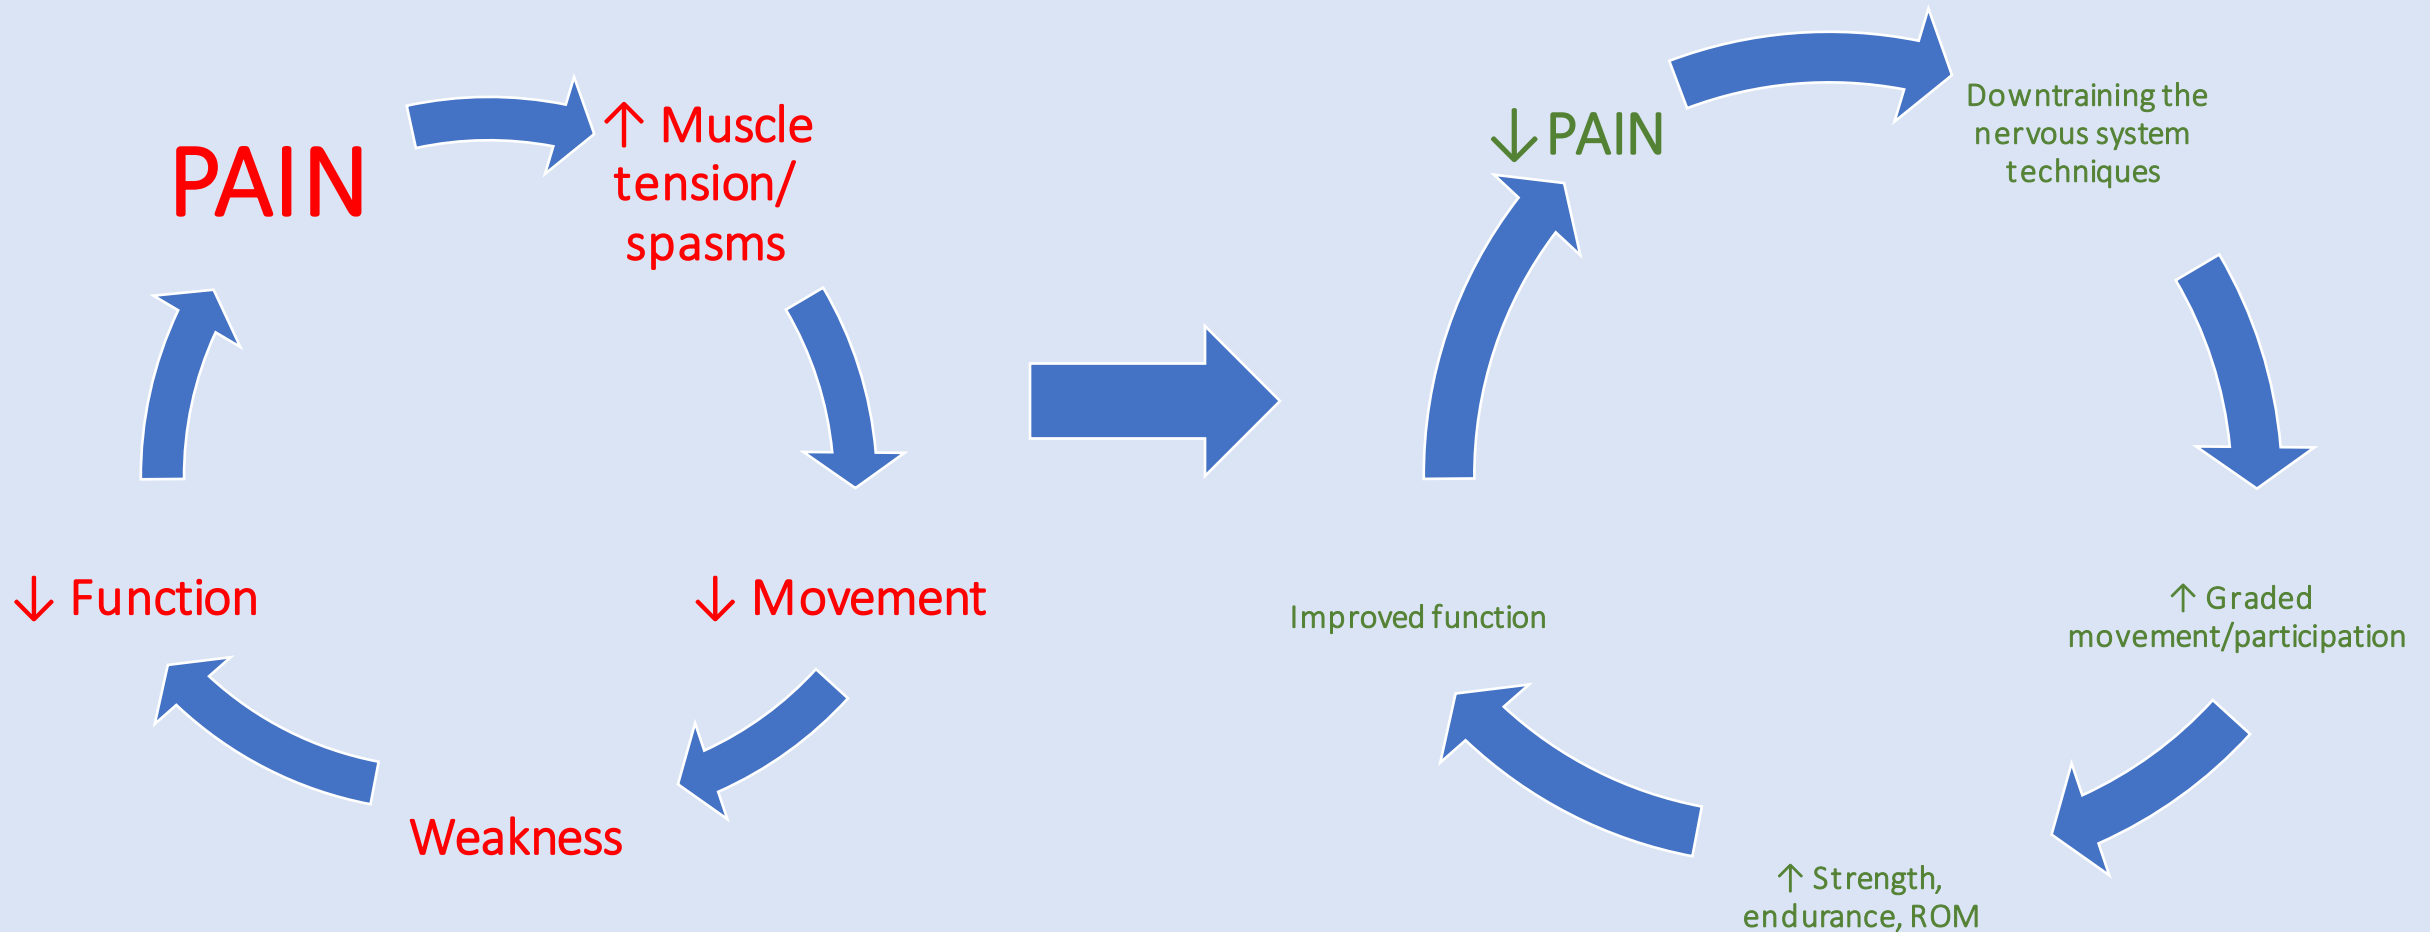 PAIN
↑ Muscle
tension/
spasms
↓ Movement
Weakness
↓ Function
↓ PAIN
Downtraining the
nervous system
techniques
↑ Graded
movement/participation
↑ Strength,
endurance, ROM
Improved function